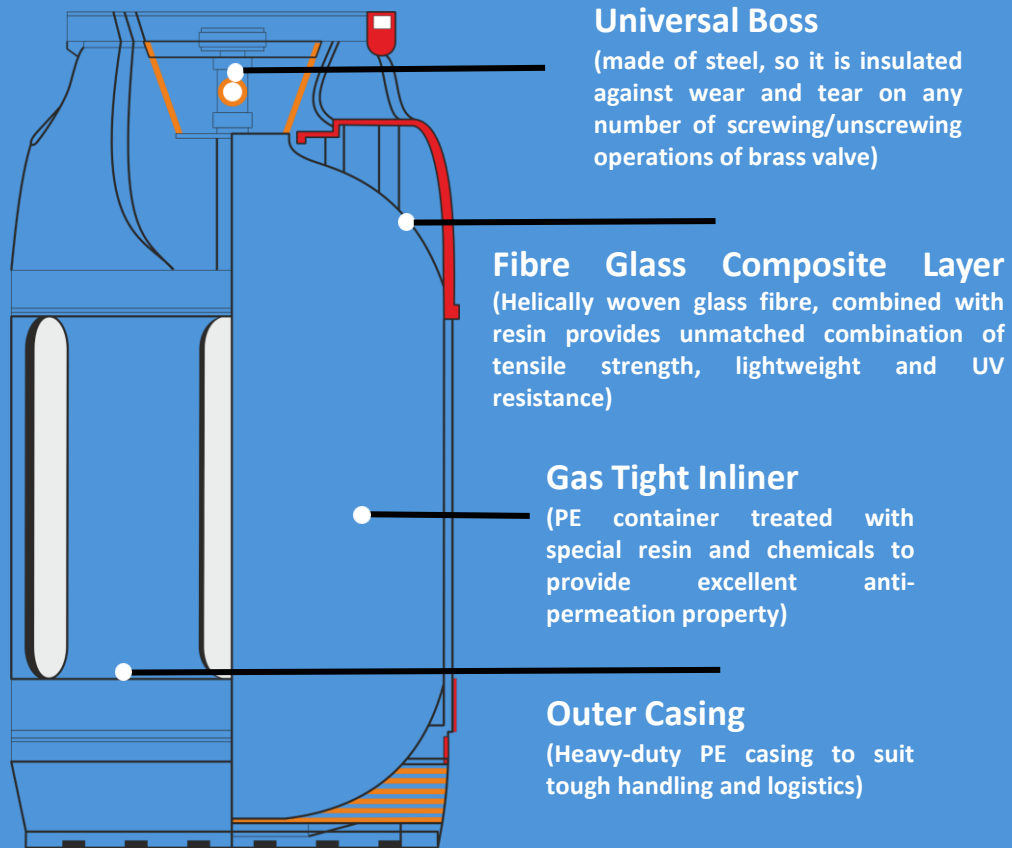 Universal Boss
(made of steel, so it is insulated
against wear and tear on any
number of screwing/unscrewing
operations of brass valve)
Fibre Glass Composite Layer
(Helically woven glass fibre, combined with
resin provides unmatched combination of
tensile strength, lightweight and UV
resistance)
Gas Tight Inliner
(PE container treated with
special resin and chemicals to
provide excellent anti-
permeation property)
Outer Casing
(Heavy-duty PE casing to suit
tough handling and logistics)